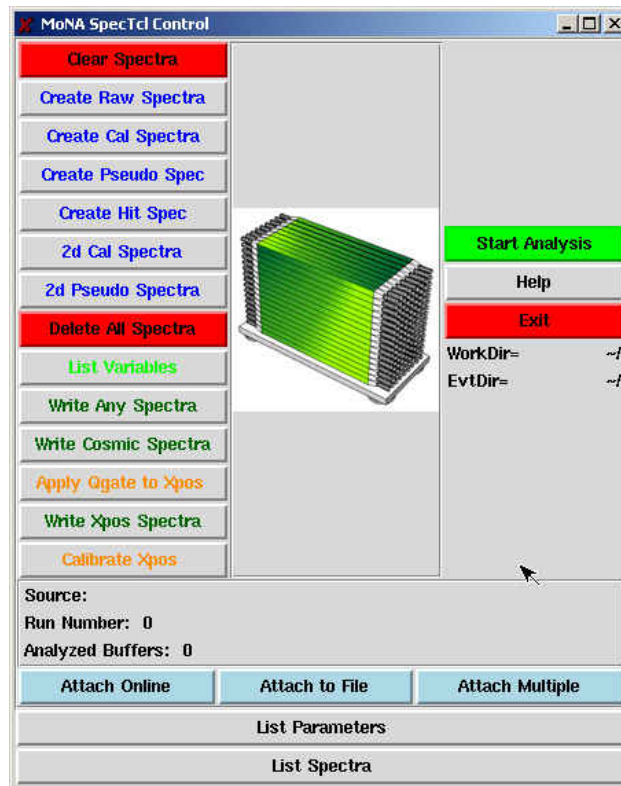 MoNA SpecTcl Control
Clear Spectra
Create Raw Spectra
Create Cal Spectra
Create Pseudo Spec
Create Hit Spec
2d Cal Spectra
2d Pseudo Spectra
Delete All Spectra
List Variables
Write Any Spectra
Write Cosmic Spectra
Apply Qgate to Xpos
Write Xpos Spectra
Calibrate Xpos
Start Analysis
Help
Exit
WorkDir= ~/
EvtDir= ~/
Source:
Run Number: 0
Analyzed Buffers: 0
Attach Online Attach to File Attach Multiple
List Parameters
List Spectra